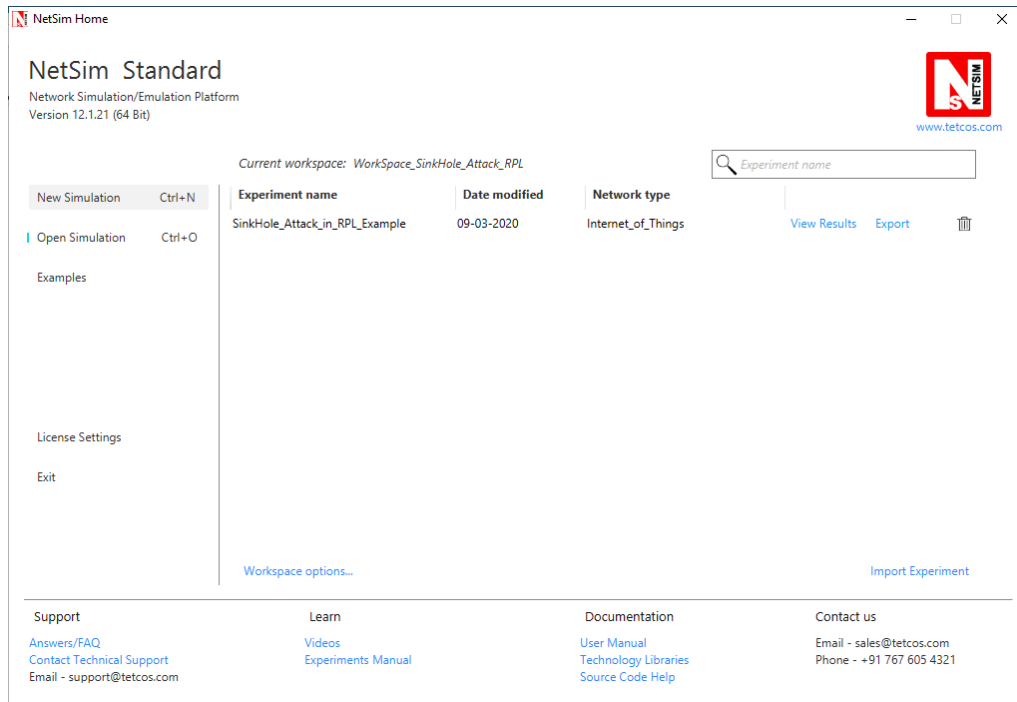 NetSim Home
NetSim Standard
Network Simulation/Emulation Platform
Version 12.1.21 (64 Bit)
NS NETSIM
www.tetcos.com
Current workspace: WorkSpace_SinkHole_Attack_RPL
Experiment name
New Simulation Ctrl+N
Open Simulation Ctrl+O
Examples
License Settings
Exit
Experiment name Date modified Network type
SinkHole_Attack_in_RPL_Example 09-03-2020 Internet_of_Things View Results Export
Workspace options...
Import Experiment
Support
Answers/FAQ
Contact Technical Support
Email - support@tetcos.com
Learn
Videos
Experiments Manual
Documentation
User Manual
Technology Libraries
Source Code Help
Contact us
Email - sales@tetcos.com
Phone - +91 767 605 4321